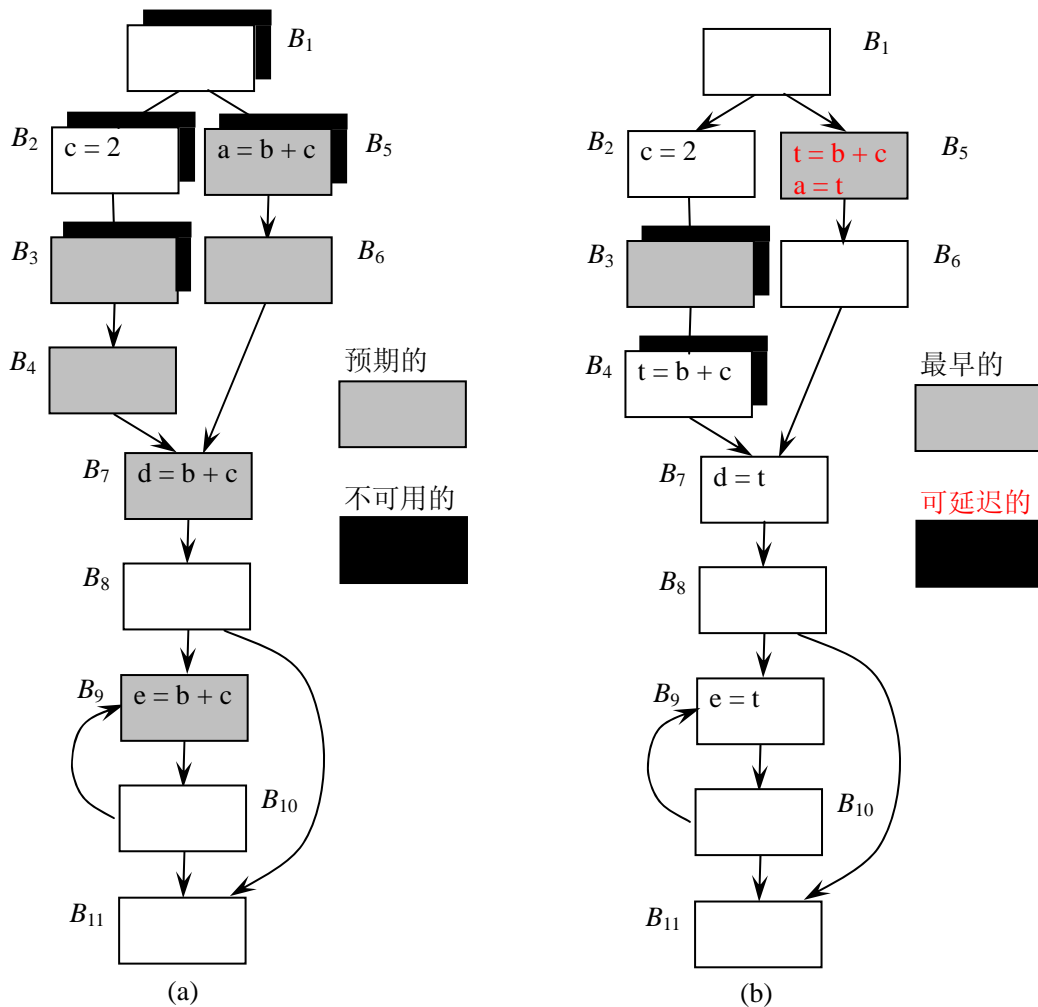 B₁
B₂
c = 2
a = b + c
B₅
B₃
B₆
B₄
预期的
B₇
d = b + c
不可用的
B₈
B₉
e = b + c
B₁₀
B₁₁
(a)
B₁
B₂
c = 2
t = b + c
a = t
B₅
B₃
B₆
B₄
t = b + c
最早的
B₇
d = t
可延迟的
B₈
B₉
e = t
B₁₀
B₁₁
(b)